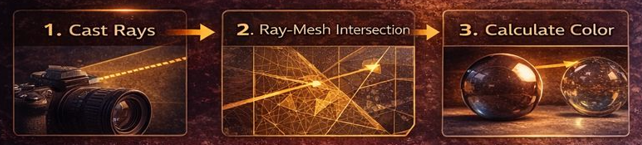 1. Cast Rays
2. Ray-Mesh Intersection
3. Calculate Color